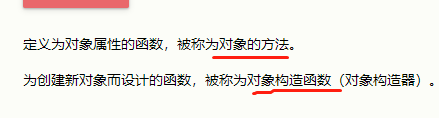 定义为对象属性的函数，被称为对象的方法。
为创建新对象而设计的函数，被称为对象构造函数（对象构造器）。